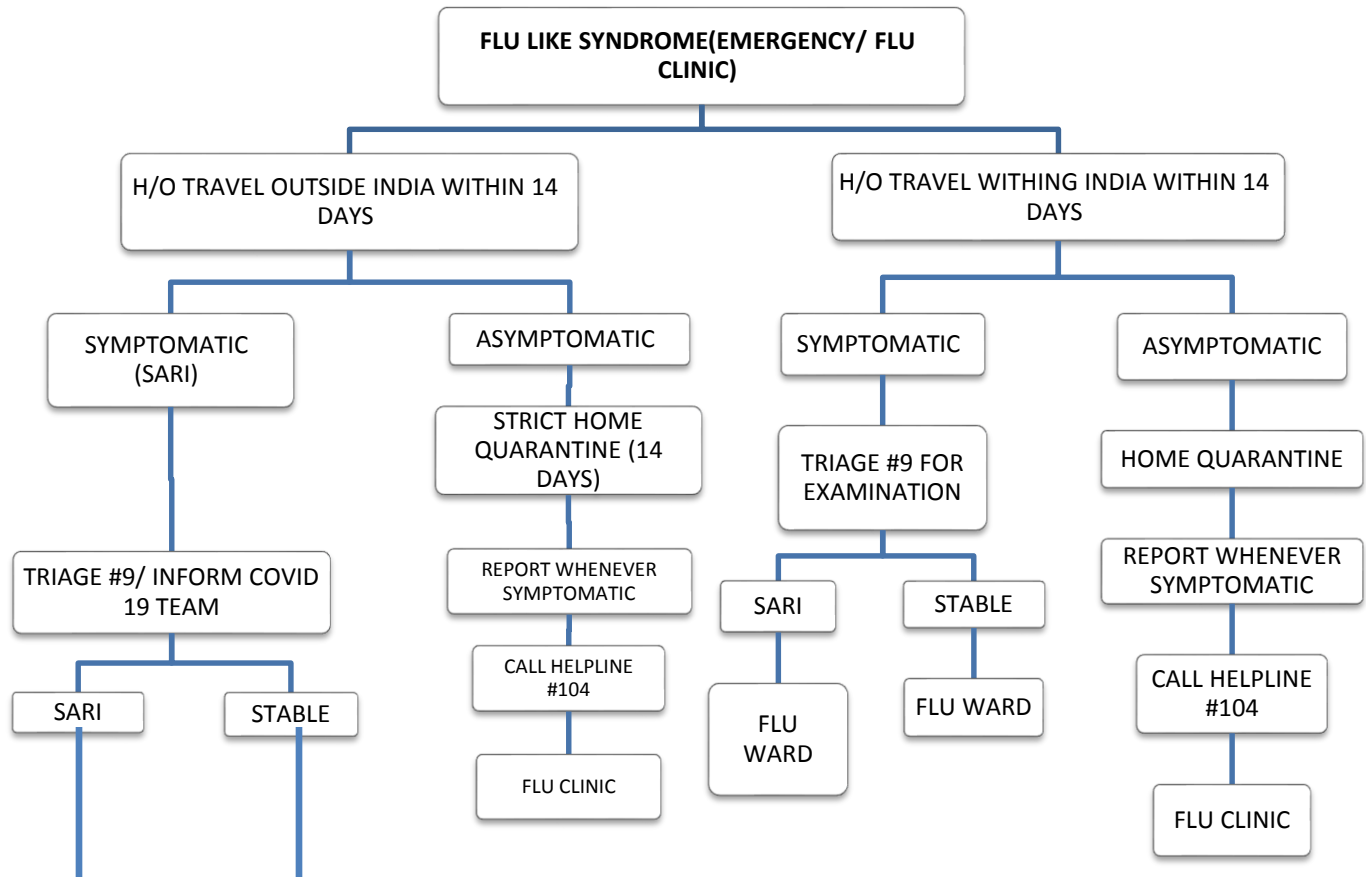 FLU LIKE SYNDROME(EMERGENCY/ FLU
CLINIC)
H/O TRAVEL OUTSIDE INDIA WITHIN 14
DAYS
SYMPTOMATIC
(SARI)
TRIAGE #9/ INFORM COVID
19 TEAM
SARI
STABLE
ASYMPTOMATIC
STRICT HOME
QUARANTINE (14
DAYS)
REPORT WHENEVER
SYMPTOMATIC
CALL HELPLINE
#104
FLU CLINIC
H/O TRAVEL WITHING INDIA WITHIN 14
DAYS
SYMPTOMATIC
TRIAGE #9 FOR
EXAMINATION
SARI
FLU
WARD
STABLE
FLU WARD
ASYMPTOMATIC
HOME QUARANTINE
REPORT WHENEVER
SYMPTOMATIC
CALL HELPLINE
#104
FLU CLINIC